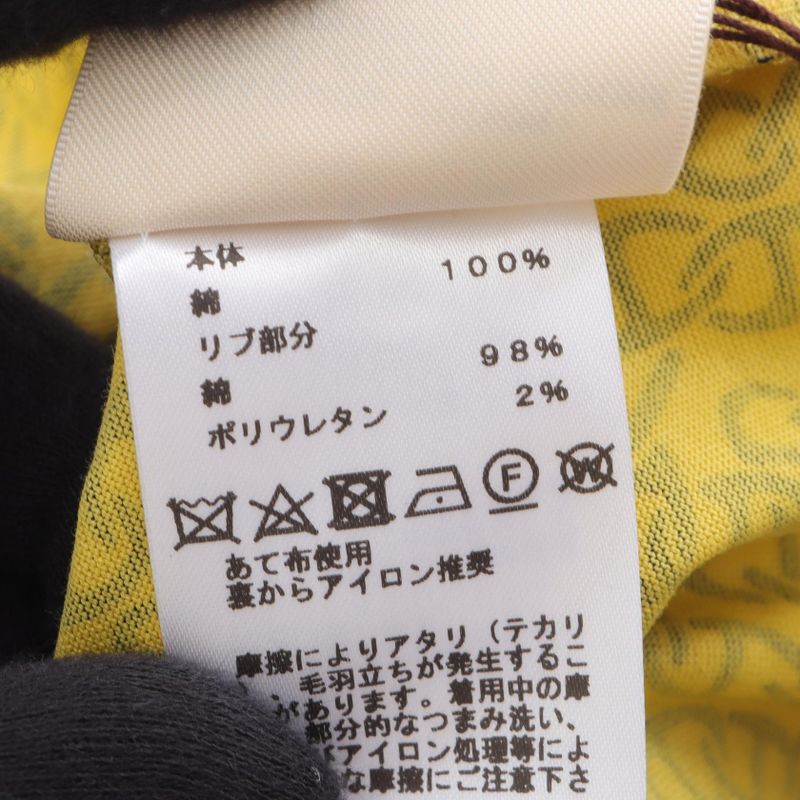 本体
綿 100%
リブ部分
綿 98%
ポリウレタン 2%
F W
あて布使用
裏からアイロン推奨
摩擦によりアタリ(テカリ
、毛羽立ちが発生するこ
があります。着用中の摩
部分的なつまみ洗い、
アイロン処理等によ
な摩擦にご注意下さ